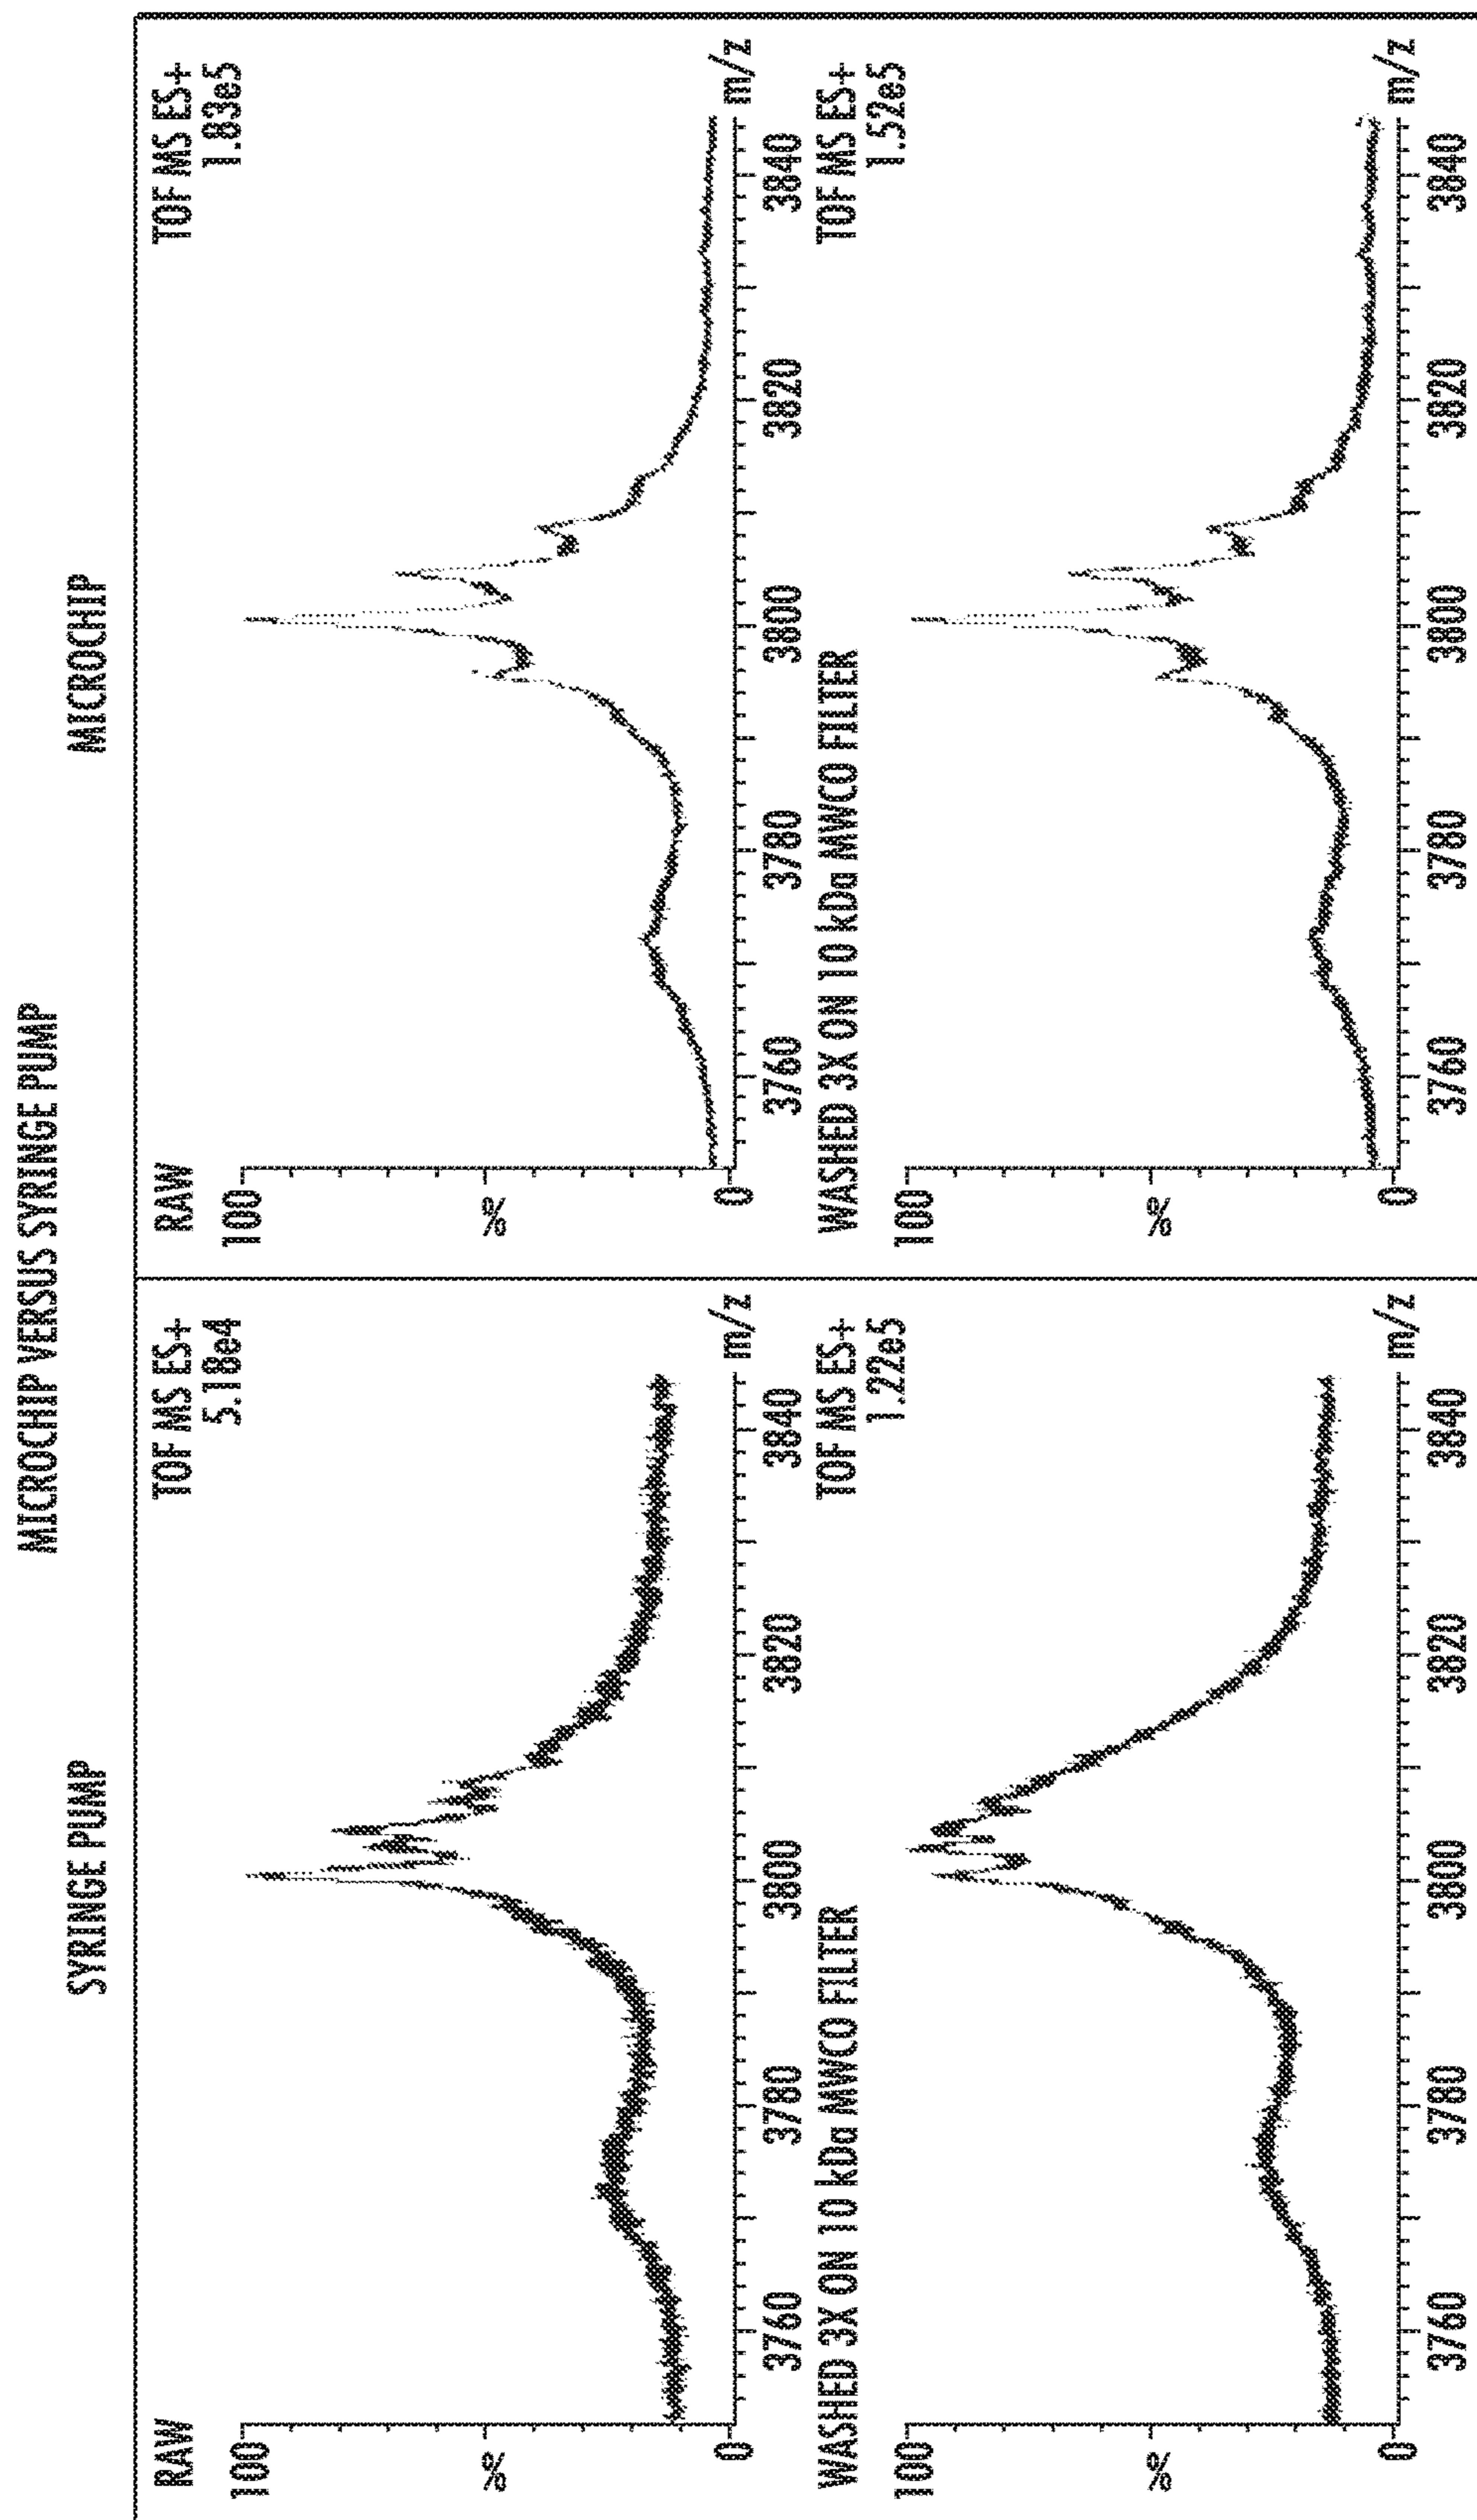 MICROCHIP VERSUS SYRINGE PUMP
SYRINGE PUMP
MICROCHIP
RAW
TOF MS ES+
5.18e4
100
%
0
3760
3780
3800
3820
3840
m/z
RAW
TOF MS ES+
1.83e5
100
%
0
3760
3780
3800
3820
3840
m/z
WASHED 3X ON 10 kDa MWCO FILTER
TOF MS ES+
1.22e5
100
%
0
3760
3780
3800
3820
3840
m/z
WASHED 3X ON 10 kDa MWCO FILTER
TOF MS ES+
1.52e5
100
%
0
3760
3780
3800
3820
3840
m/z